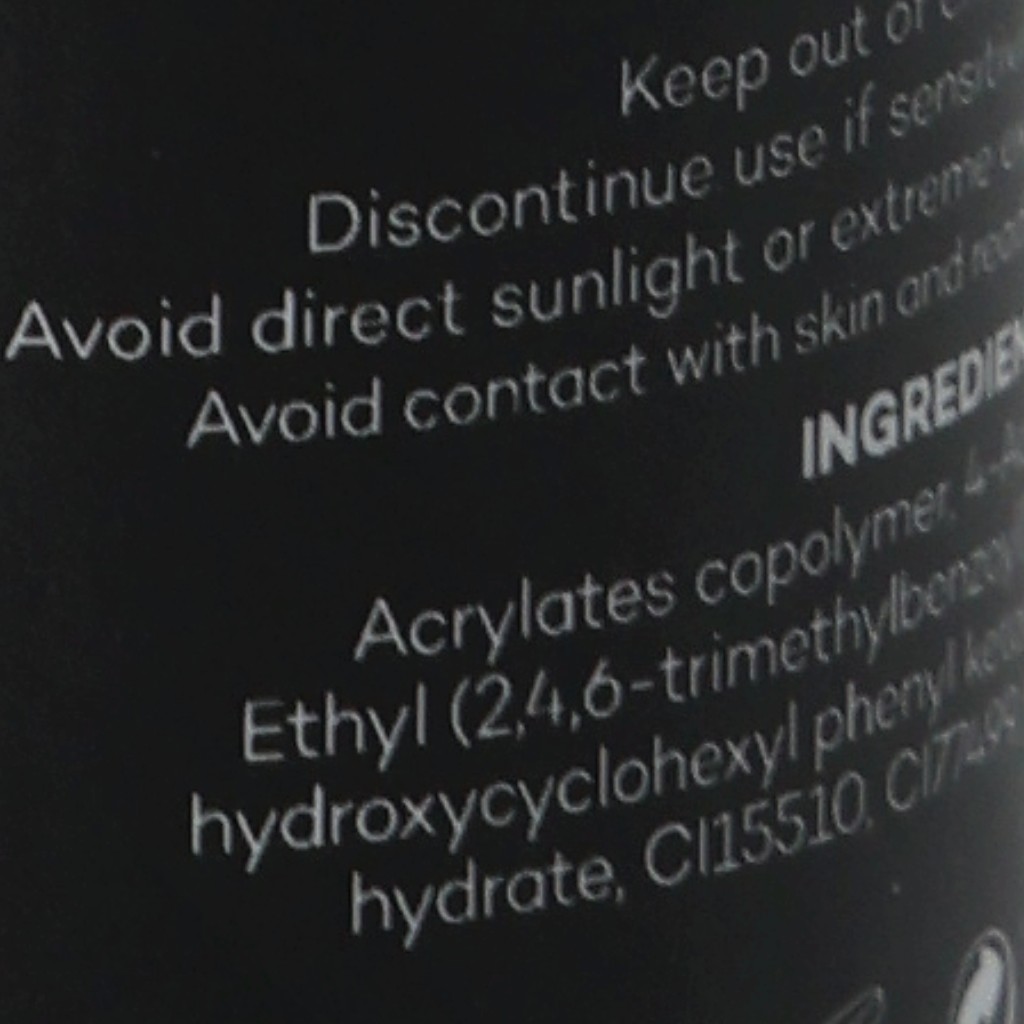 Keep out of
Discontinue use if
Avoid direct sunlight or extreme
Avoid contact with skin and
Acrylates copolymer,
Ethyl (2,4,6-trimethylbenzoyl
hydroxycyclohexyl phenyl
hydrate, CI15510,